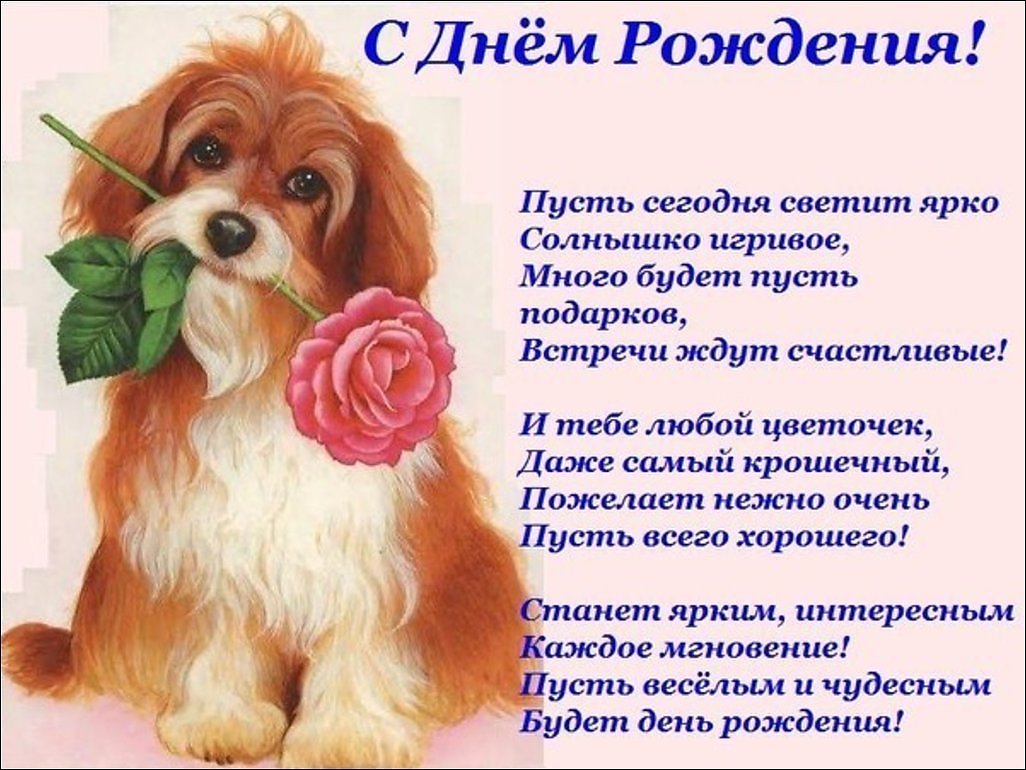 С Днём Рождения!
Пусть сегодня светит ярко
Солнышко игривое,
Много будет пусть
подарков,
Встречи ждут счастливые!
И тебе любой цветочек,
Даже самый крошечный,
Пожелает нежно очень
Пусть всего хорошего!
Станет ярким, интересным
Каждое мгновение!
Пусть весёлым и чудесным
Будет день рождения!